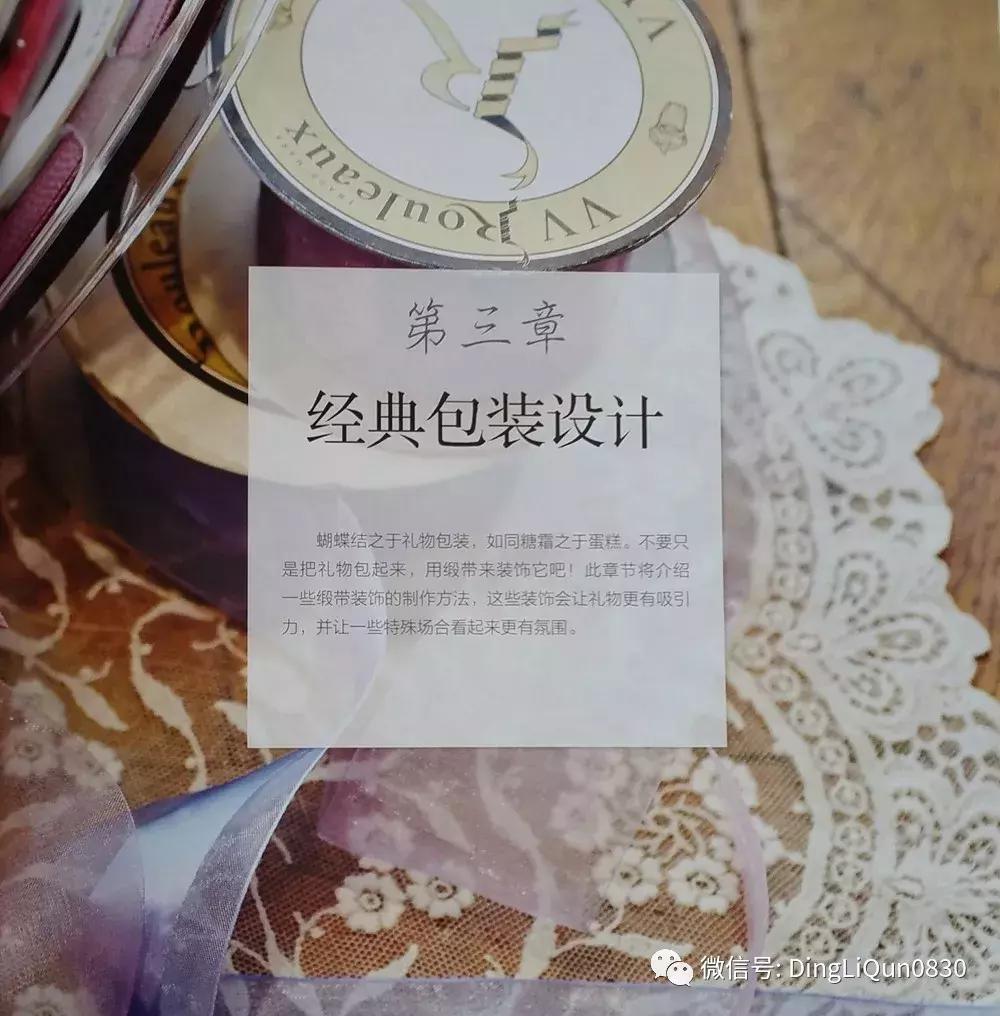 VV Rouleaux
Rouleaux
第三章
经典包装设计
蝴蝶结之于礼物包装，如同糖霜之于蛋糕。不要只
是把礼物包起来，用缎带来装饰它吧！此章节将介绍
一些缎带装饰的制作方法，这些装饰会让礼物更有吸引
力，并让一些特殊场合看起来更有氛围。
微信号: DingLiQun0830